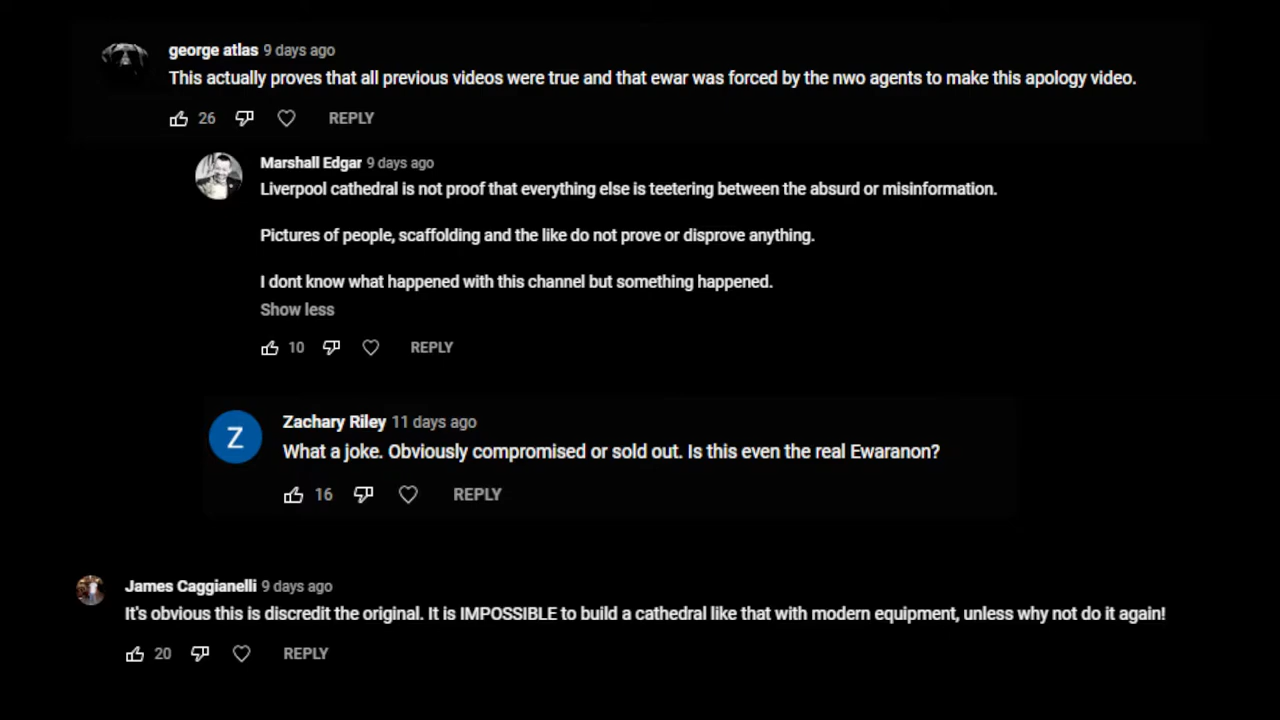 george atlas 9 days ago
This actually proves that all previous videos were true and that ewar was forced by the nwo agents to make this apology video.
26 REPLY
Marshall Edgar 9 days ago
Liverpool cathedral is not proof that everything else is teetering between the absurd or misinformation.
Pictures of people, scaffolding and the like do not prove or disprove anything.
I dont know what happened with this channel but something happened.
Show less
10 REPLY
Zachary Riley 11 days ago
Z
What a joke. Obviously compromised or sold out. Is this even the real Ewaranon?
16 REPLY
James Caggianelli 9 days ago
It's obvious this is discredit the original. It is IMPOSSIBLE to build a cathedral like that with modern equipment, unless why not do it again!
20 REPLY